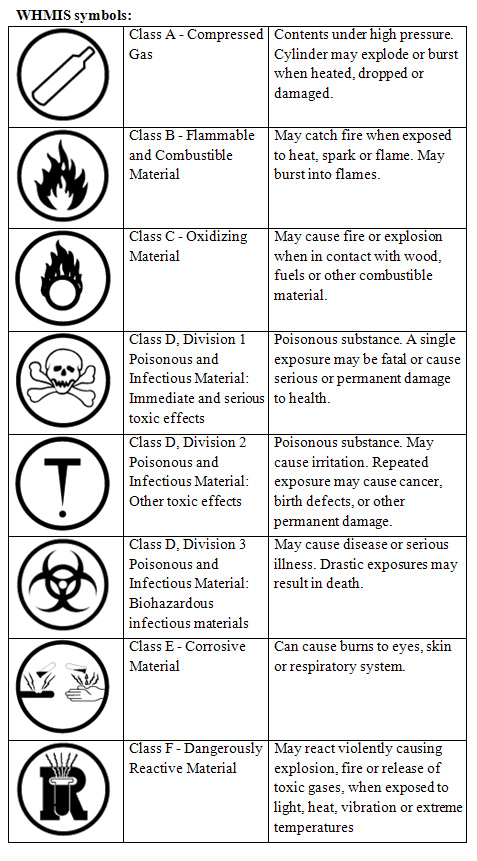 WHMIS symbols:
Class A - Compressed
Gas
Contents under high pressure.
Cylinder may explode or burst
when heated, dropped or
damaged.
Class B - Flammable
and Combustible
Material
May catch fire when exposed
to heat, spark or flame. May
burst into flames.
Class C - Oxidizing
Material
May cause fire or explosion
when in contact with wood,
fuels or other combustible
material.
Class D, Division 1
Poisonous and
Infectious Material:
Immediate and serious
toxic effects
Poisonous substance. A single
exposure may be fatal or cause
serious or permanent damage
to health.
Class D, Division 2
Poisonous and
Infectious Material:
Other toxic effects
Poisonous substance. May
cause irritation. Repeated
exposure may cause cancer,
birth defects, or other
permanent damage.
Class D, Division 3
Poisonous and
Infectious Material:
Biohazardous
infectious materials
May cause disease or serious
illness. Drastic exposures may
result in death.
Class E - Corrosive
Material
Can cause burns to eyes, skin
or respiratory system.
R
Class F - Dangerously
Reactive Material
May react violently causing
explosion, fire or release of
toxic gases, when exposed to
light, heat, vibration or extreme
temperatures